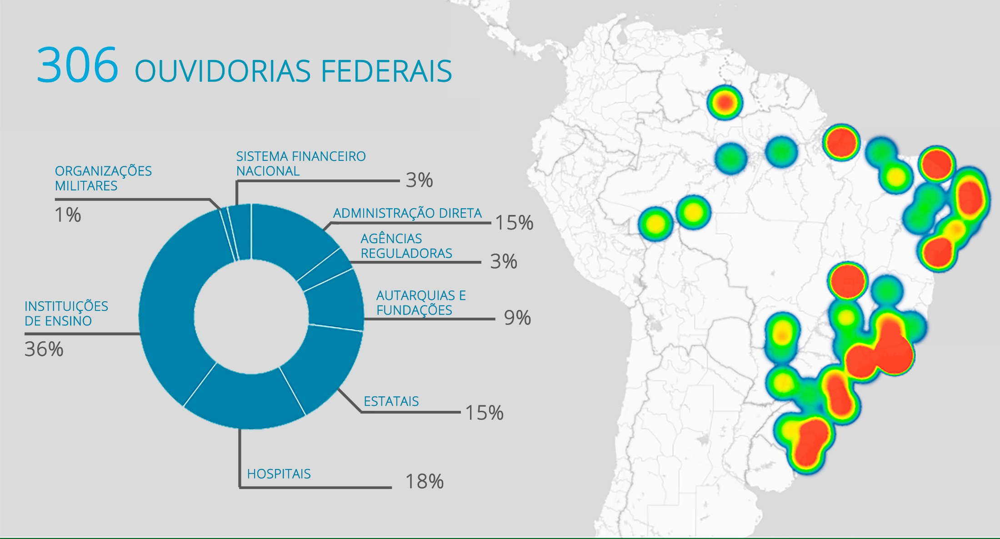 306 OUVIDORIAS FEDERAIS
SISTEMA FINANCEIRO
NACIONAL
3%
ORGANIZAÇÕES
MILITARES
1%
ADMINISTRAÇÃO DIRETA
15%
AGÊNCIAS
REGULADORAS
3%
AUTARQUIAS E
FUNDAÇÕES
9%
INSTITUIÇÕES
DE ENSINO
36%
ESTATAIS
15%
HOSPITAIS
18%